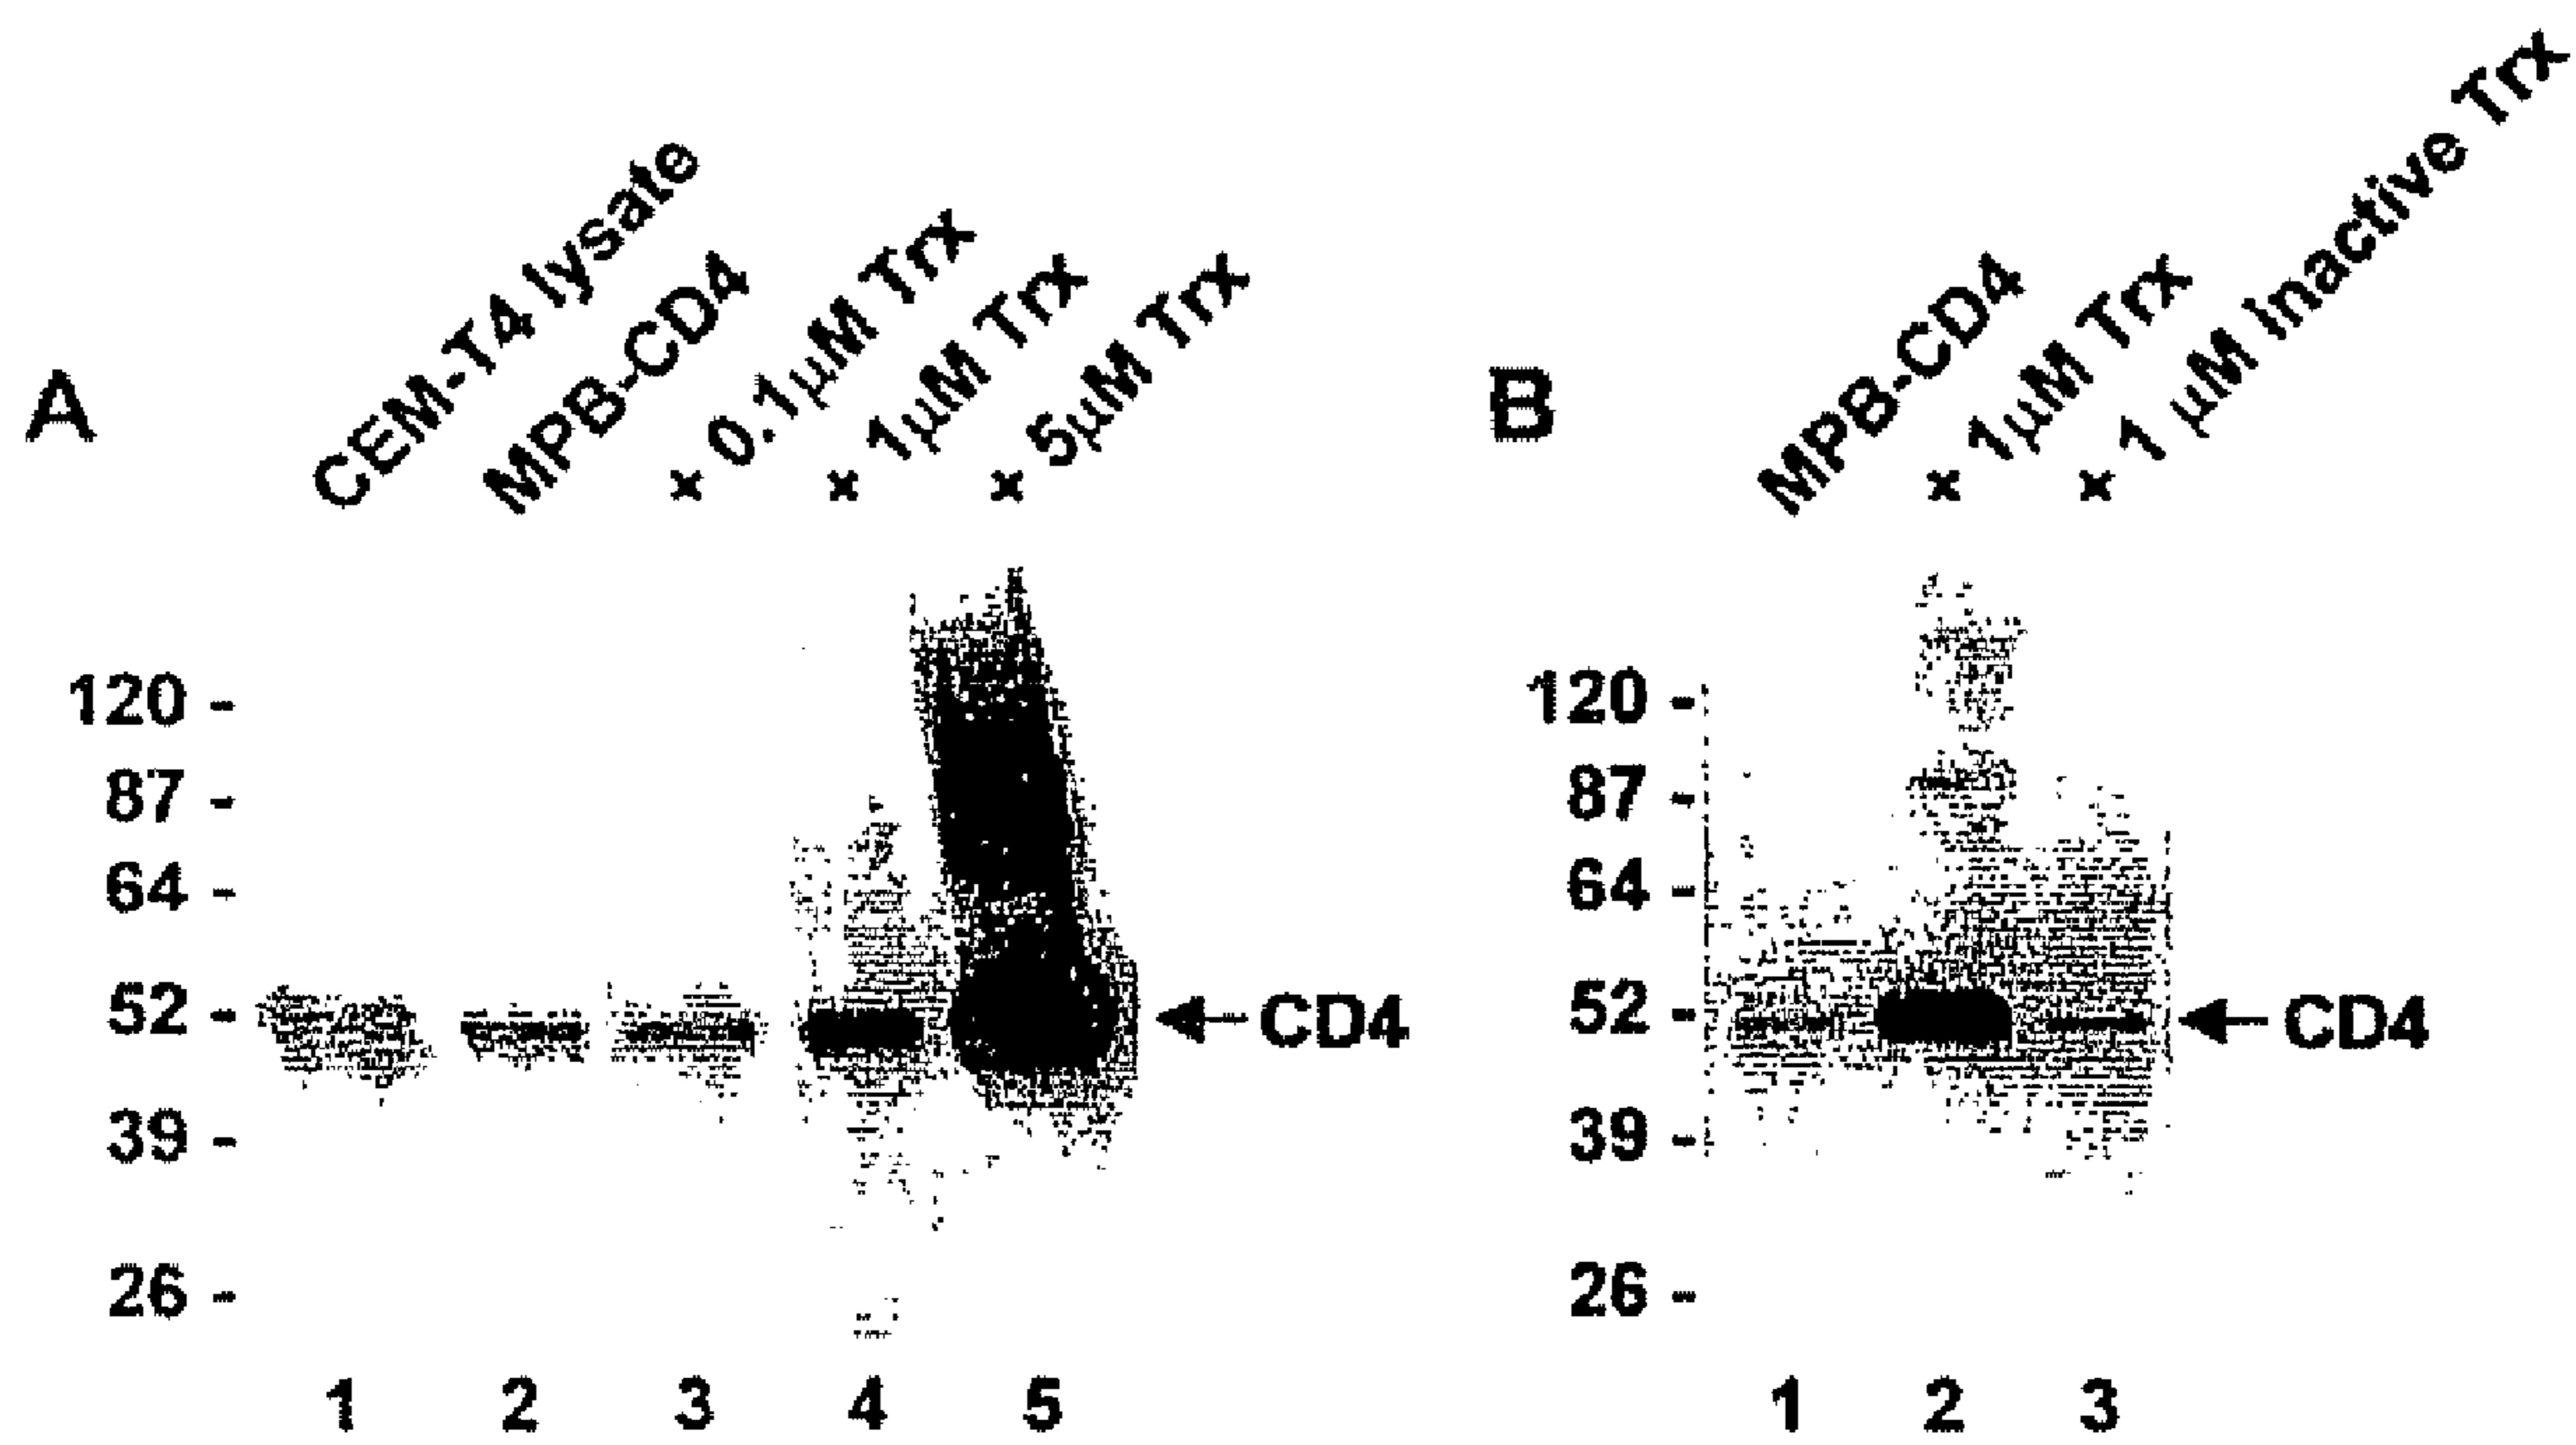 A
CEM-T4 lysate
MPB-CD4
+ 0.1μM Trx
+ 1μM Trx
+ 5μM Trx
120 -
87 -
64 -
52 -
39 -
26 -
CD4
1 2 3 4 5
B
MPB-CD4
+ 1μM Trx
+ 1 μM Inactive Trx
120 -
87 -
64 -
52 -
39 -
26 -
CD4
1 2 3